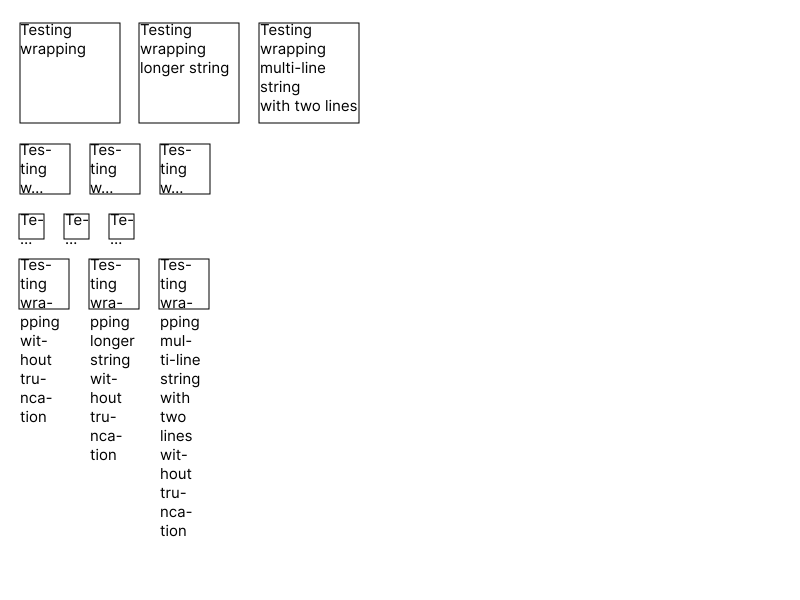 Testing
wrapping
Testing
wrapping
longer string
Testing
wrapping
multi-line
string
with two lines
Tes-
ting
w...
Tes-
ting
w...
Tes-
ting
w...
Te-
...
Te-
...
Te-
...
Tes-
ting
wra-
pping
wit-
hout
tru-
nca-
tion
Tes-
ting
wra-
pping
longer
string
wit-
hout
tru-
nca-
tion
Tes-
ting
wra-
pping
mul-
ti-line
string
with
two
lines
wit-
hout
tru-
nca-
tion